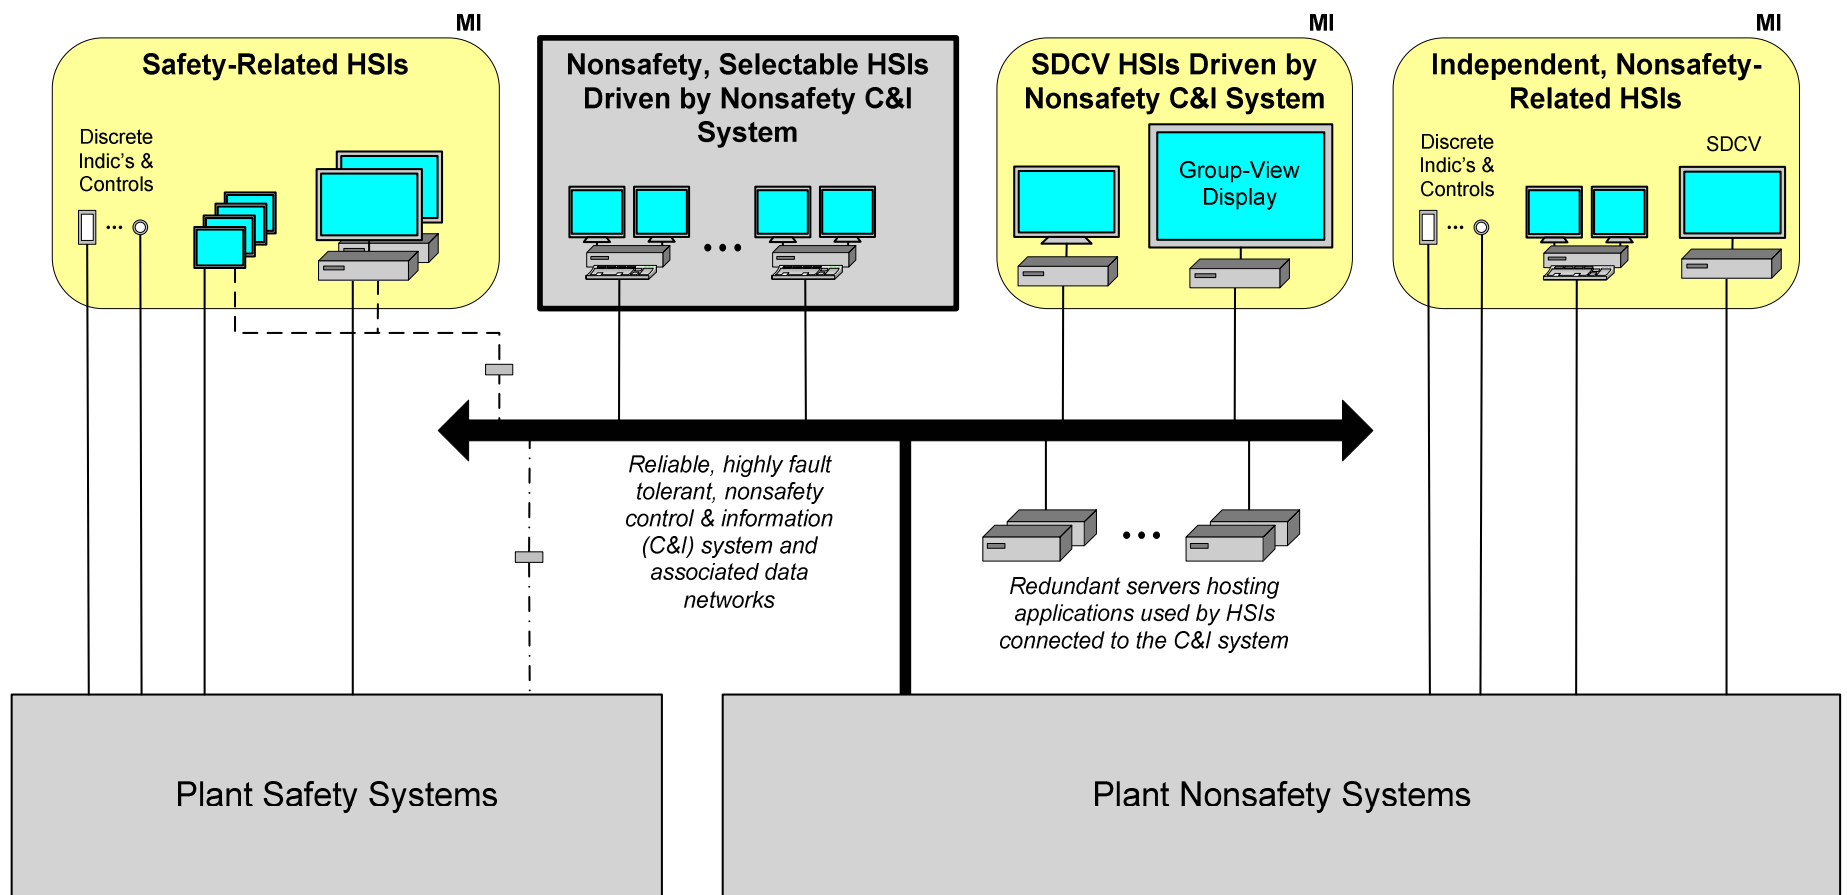 MI
Safety-Related HSIs
Discrete
Indic's &
Controls
...
Nonsafety, Selectable HSIs
Driven by Nonsafety C&I
System
...
MI
SDCV HSIs Driven by
Nonsafety C&I System
Group-View
Display
MI
Independent, Nonsafety-
Related HSIs
Discrete
Indic's &
Controls
...
SDCV
Reliable, highly fault
tolerant, nonsafety
control & information
(C&I) system and
associated data
networks
...
Redundant servers hosting
applications used by HSIs
connected to the C&I system
Plant Safety Systems
Plant Nonsafety Systems